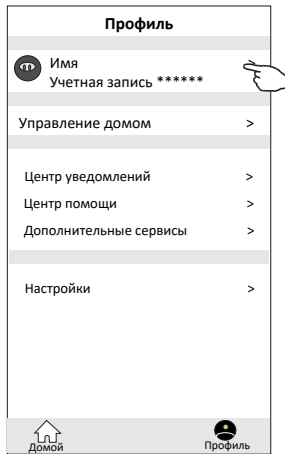 Профиль
Имя
Учетная запись ******
Управление домом >
Центр уведомлений >
Центр помощи >
Дополнительные сервисы >
Настройки >
Домой Профиль